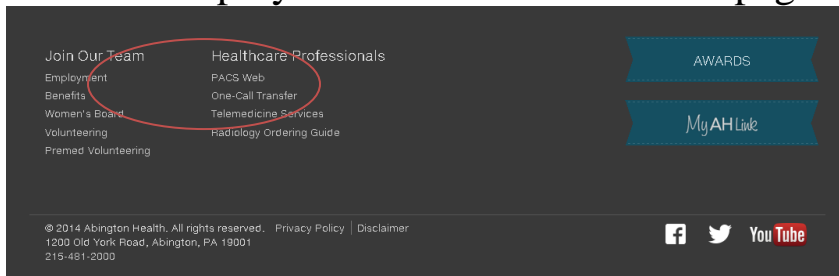 Join Our Team
Employment
Benefits
Women's Board
Volunteering
Premed Volunteering
Healthcare Professionals
PACS Web
One-Call Transfer
Telemedicine Services
Radiology Ordering Guide
AWARDS
My AH Link
© 2014 Abington Health. All rights reserved. Privacy Policy | Disclaimer
1200 Old York Road, Abington, PA 19001
215-481-2000
You Tube